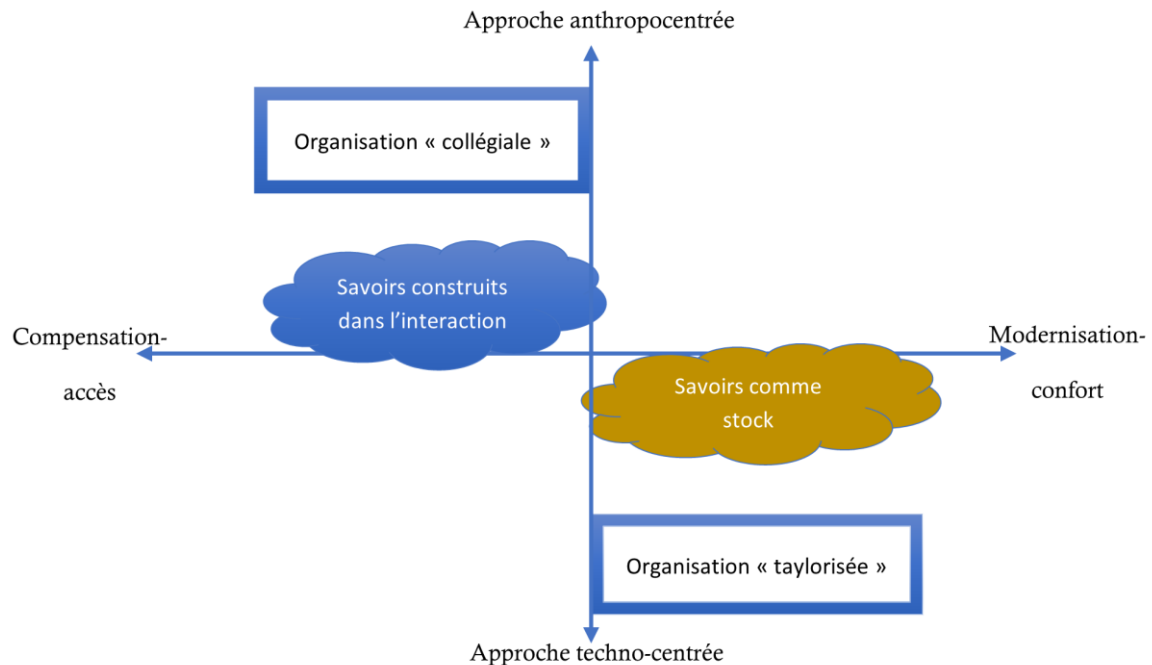 Approche anthropocentrée
Organisation « collégiale »
Savoirs construits
dans l’interaction
Compensation-
accès
Modernisation-
confort
Savoirs comme
stock
Organisation « taylorisée »
Approche techno-centrée